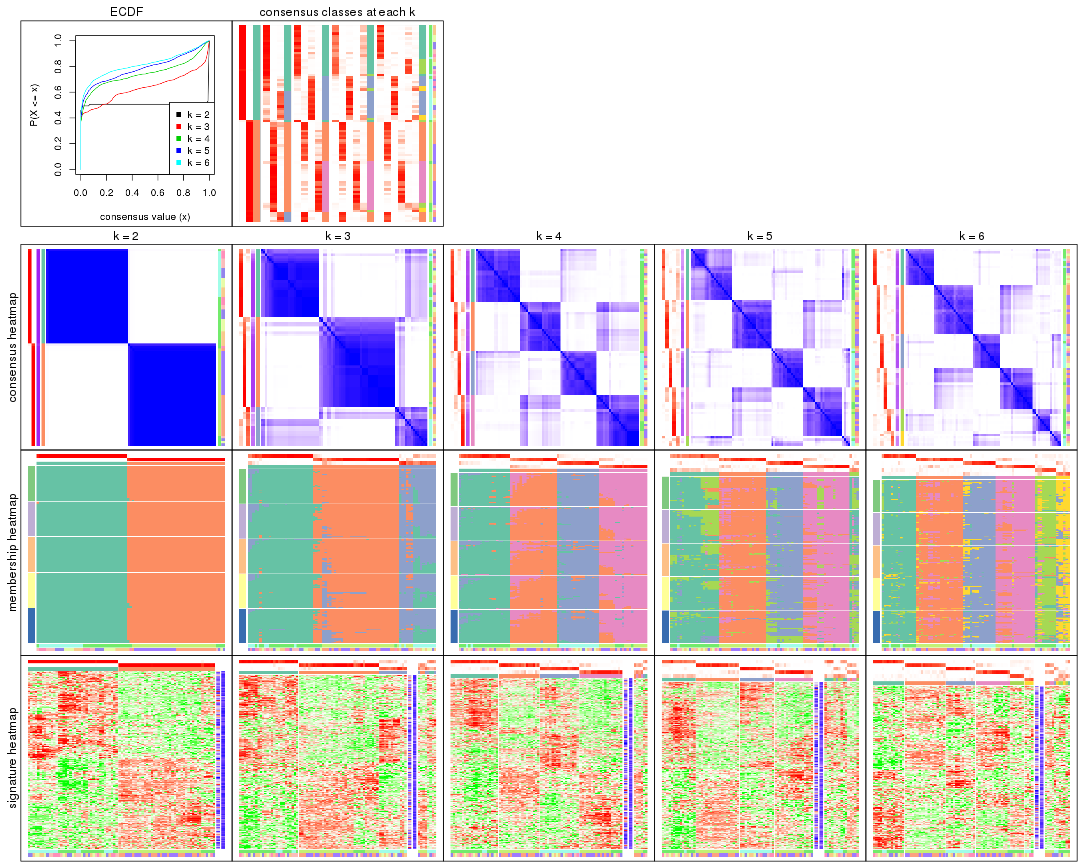 ECDF
consensus classes at each k
P(X <= x)
1.0
0.8
0.6
0.4
0.2
0.0
k = 2
k = 3
k = 4
k = 5
k = 6
0.0 0.2 0.4 0.6 0.8 1.0
consensus value (x)
k = 2
k = 3
k = 4
k = 5
k = 6
consensus heatmap
membership heatmap
signature heatmap